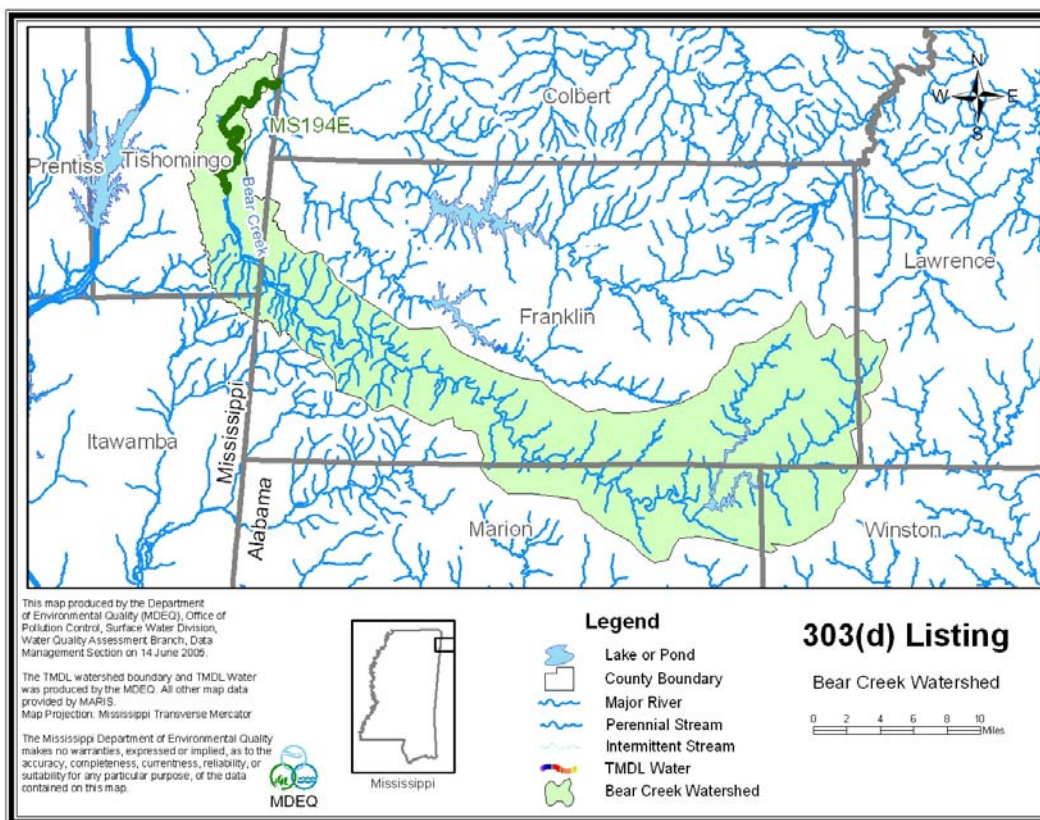 N
W E
S
Colbert
MS194E
Prentiss
Tishomingo
Bear Creek
Lawrence
Franklin
Itawamba
Mississippi
Alabama
Marion
Winston
This map produced by the Department
of Environmental Quality (MDEQ), Office of
Pollution Control, Surface Water Division,
Water Quality Assessment Branch, Data
Management Section on 14 June 2005.
The TMDL watershed boundary and TMDL Water
was produced by the MDEQ. All other map data
provided by MARIS.
Map Projection: Mississippi Transverse Mercator
The Mississippi Department of Environmental Quality
makes no warranties, expressed or implied, as to the
accuracy, completeness, currentness, reliability, or
suitability for any particular purpose, of the data
contained on this map.
MDEQ
Mississippi
Legend
Lake or Pond
County Boundary
Major River
Perennial Stream
Intermittent Stream
TMDL Water
Bear Creek Watershed
303(d) Listing
Bear Creek Watershed
0 2 4 6 8 10
Miles